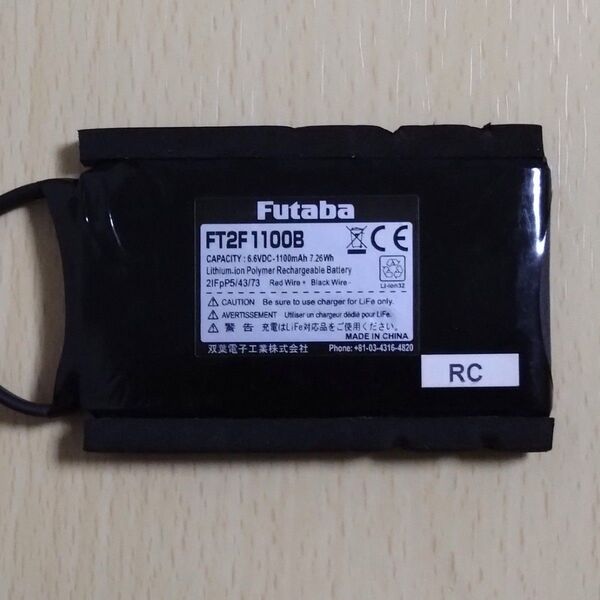 Futaba
FT2F1100B
CAPACITY : 6.6VDC-1100mAh 7.26Wh
Lithium-ion Polymer Rechargeable Battery
2IFpP5/43/73 Red Wire + Black Wire -
CE
Li-ion32
CAUTION Be sure to use charger for LiFe only.
AVERTISSEMENT Utiliser un chargeur dédié pour LiFe.
警 告 充電はLiFe対応品をご使用ください。
MADE IN CHINA
双葉電子工業株式会社 Phone: +81-03-4316-4820
RC